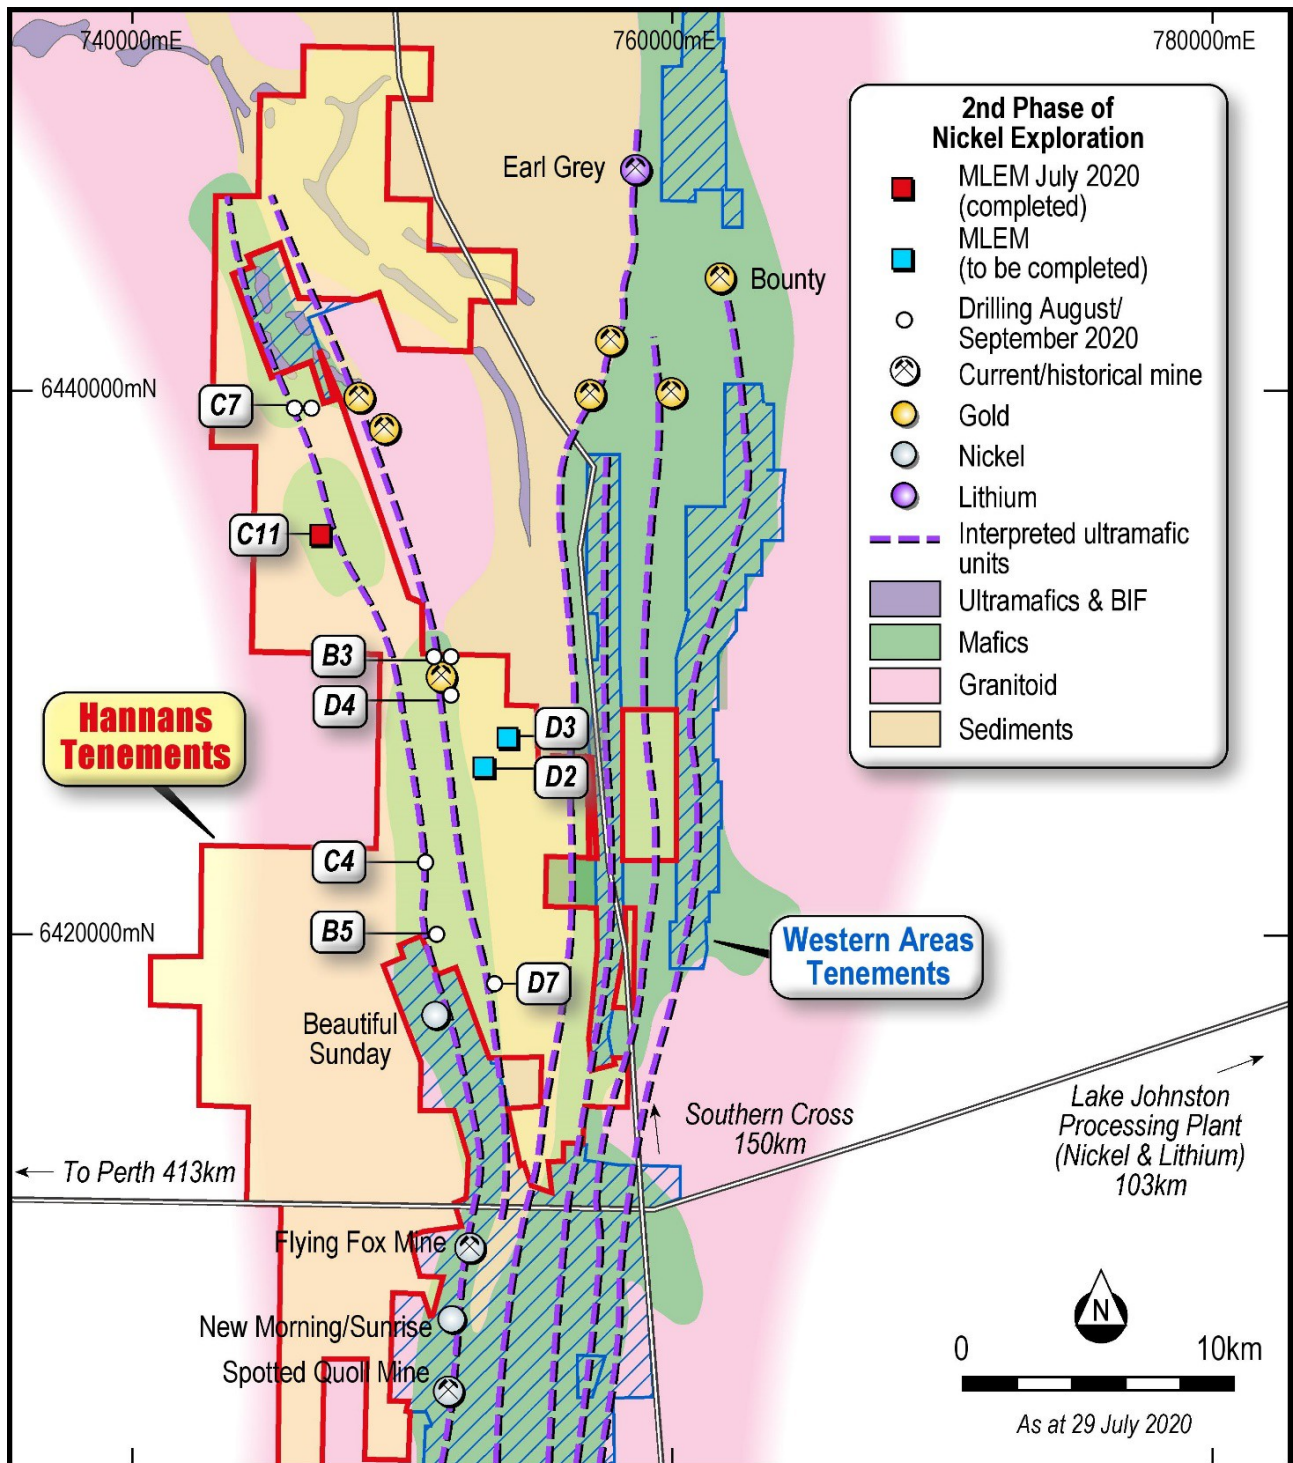 740000mE
760000mE
780000mE
2nd Phase of
Nickel Exploration
MLEM July 2020
(completed)
MLEM
(to be completed)
Drilling August/
September 2020
Current/historical mine
Gold
Nickel
Lithium
Interpreted ultramafic
units
Ultramafics & BIF
Mafics
Granitoid
Sediments
Earl Grey
Bounty
6440000mN
C7
C11
B3
D4
Hannans
Tenements
D3
D2
C4
B5
6420000mN
D7
Western Areas
Tenements
Beautiful
Sunday
Southern Cross
150km
Lake Johnston
Processing Plant
(Nickel & Lithium)
103km
To Perth 413km
Flying Fox Mine
New Morning/Sunrise
Spotted Quoll Mine
N
0
10km
As at 29 July 2020